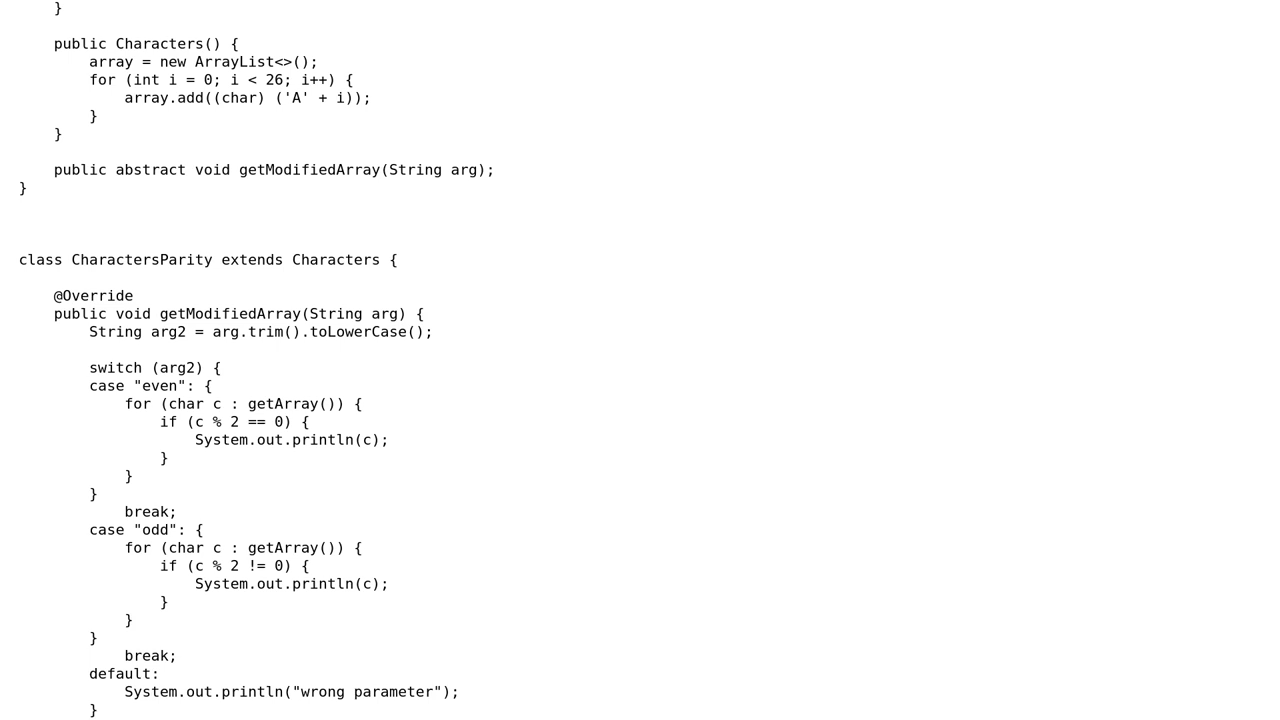 }

    public Characters() {
        array = new ArrayList<>();
        for (int i = 0; i < 26; i++) {
            array.add((char) ('A' + i));
        }
    }

    public abstract void getModifiedArray(String arg);
}



class CharactersParity extends Characters {

    @Override
    public void getModifiedArray(String arg) {
        String arg2 = arg.trim().toLowerCase();

        switch (arg2) {
        case "even": {
            for (char c : getArray()) {
                if (c % 2 == 0) {
                    System.out.println(c);
                }
            }
        }
            break;
        case "odd": {
            for (char c : getArray()) {
                if (c % 2 != 0) {
                    System.out.println(c);
                }
            }
        }
            break;
        default:
            System.out.println("wrong parameter");
        }